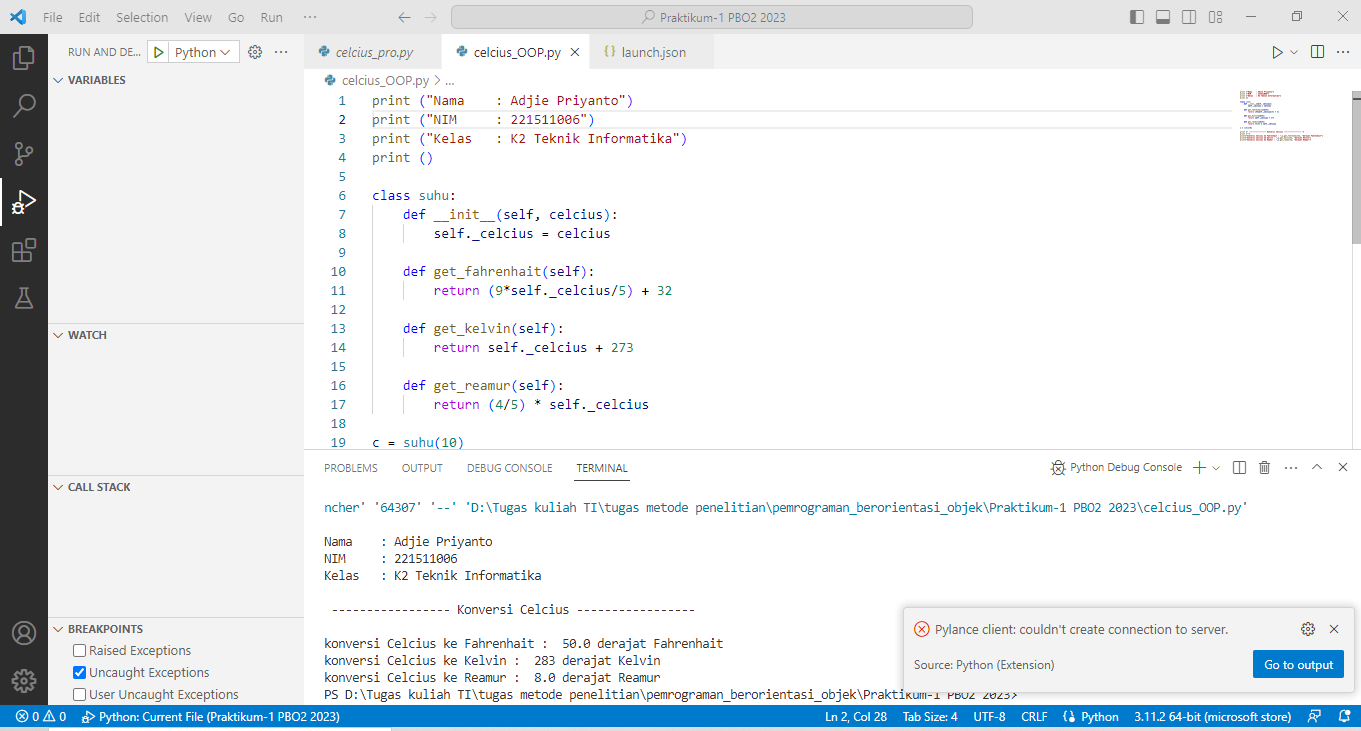 File Edit Selection View Go Run ··· Praktikum-1 PBO2 2023
RUN AND DE... Python ···
celcius_pro.py celcius_OOP.py launch.json
VARIABLES
celcius_OOP.py > ...
1 print ("Nama    : Adjie Priyanto")
2 print ("NIM     : 221511006")
3 print ("Kelas   : K2 Teknik Informatika")
4 print ()
5
6 class suhu:
7     def __init__(self, celcius):
8         self._celcius = celcius
9
10     def get_fahrenhait(self):
11         return (9*self._celcius/5) + 32
12
13     def get_kelvin(self):
14         return self._celcius + 273
15
16     def get_reamur(self):
17         return (4/5) * self._celcius
18
19 c = suhu(10)
WATCH
CALL STACK
BREAKPOINTS
Raised Exceptions
Uncaught Exceptions
User Uncaught Exceptions
PROBLEMS OUTPUT DEBUG CONSOLE TERMINAL Python Debug Console
ncher' '64307' '--' 'D:\Tugas kuliah TI\tugas metode penelitian\pemrograman_berorientasi_objek\Praktikum-1 PBO2 2023\celcius_OOP.py'
Nama    : Adjie Priyanto
NIM     : 221511006
Kelas   : K2 Teknik Informatika
----------------- Konversi Celcius -----------------
konversi Celcius ke Fahrenhait :  50.0 derajat Fahrenhait
konversi Celcius ke Kelvin :  283 derajat Kelvin
konversi Celcius ke Reamur :  8.0 derajat Reamur
PS D:\Tugas kuliah TI\tugas metode penelitian\pemrograman_berorientasi_objek\Praktikum-1 PBO2 2023>
Pylance client: couldn't create connection to server.
Source: Python (Extension)
Go to output
0 0 Python: Current File (Praktikum-1 PBO2 2023) Ln 2, Col 28 Tab Size: 4 UTF-8 CRLF Python 3.11.2 64-bit (microsoft store)